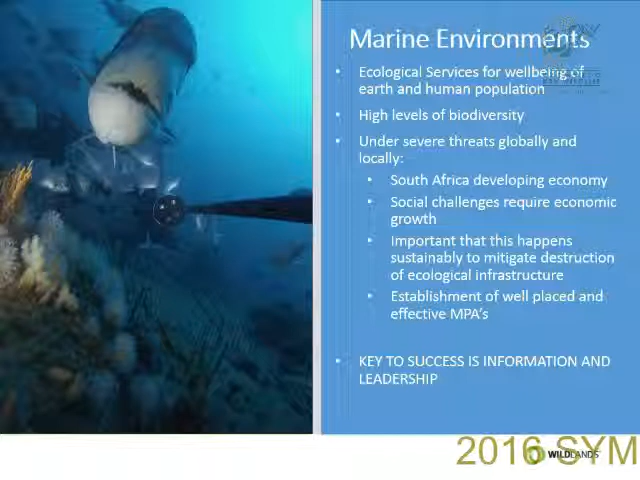 Marine Environments
• Ecological Services for wellbeing of
earth and human population
• High levels of biodiversity
• Under severe threats globally and
locally:
• South Africa developing economy
• Social challenges require economic
growth
• Important that this happens
sustainably to mitigate destruction
of ecological infrastructure
• Establishment of well placed and
effective MPA's
• KEY TO SUCCESS IS INFORMATION AND
LEADERSHIP
2016 SYM
WILDLANDS